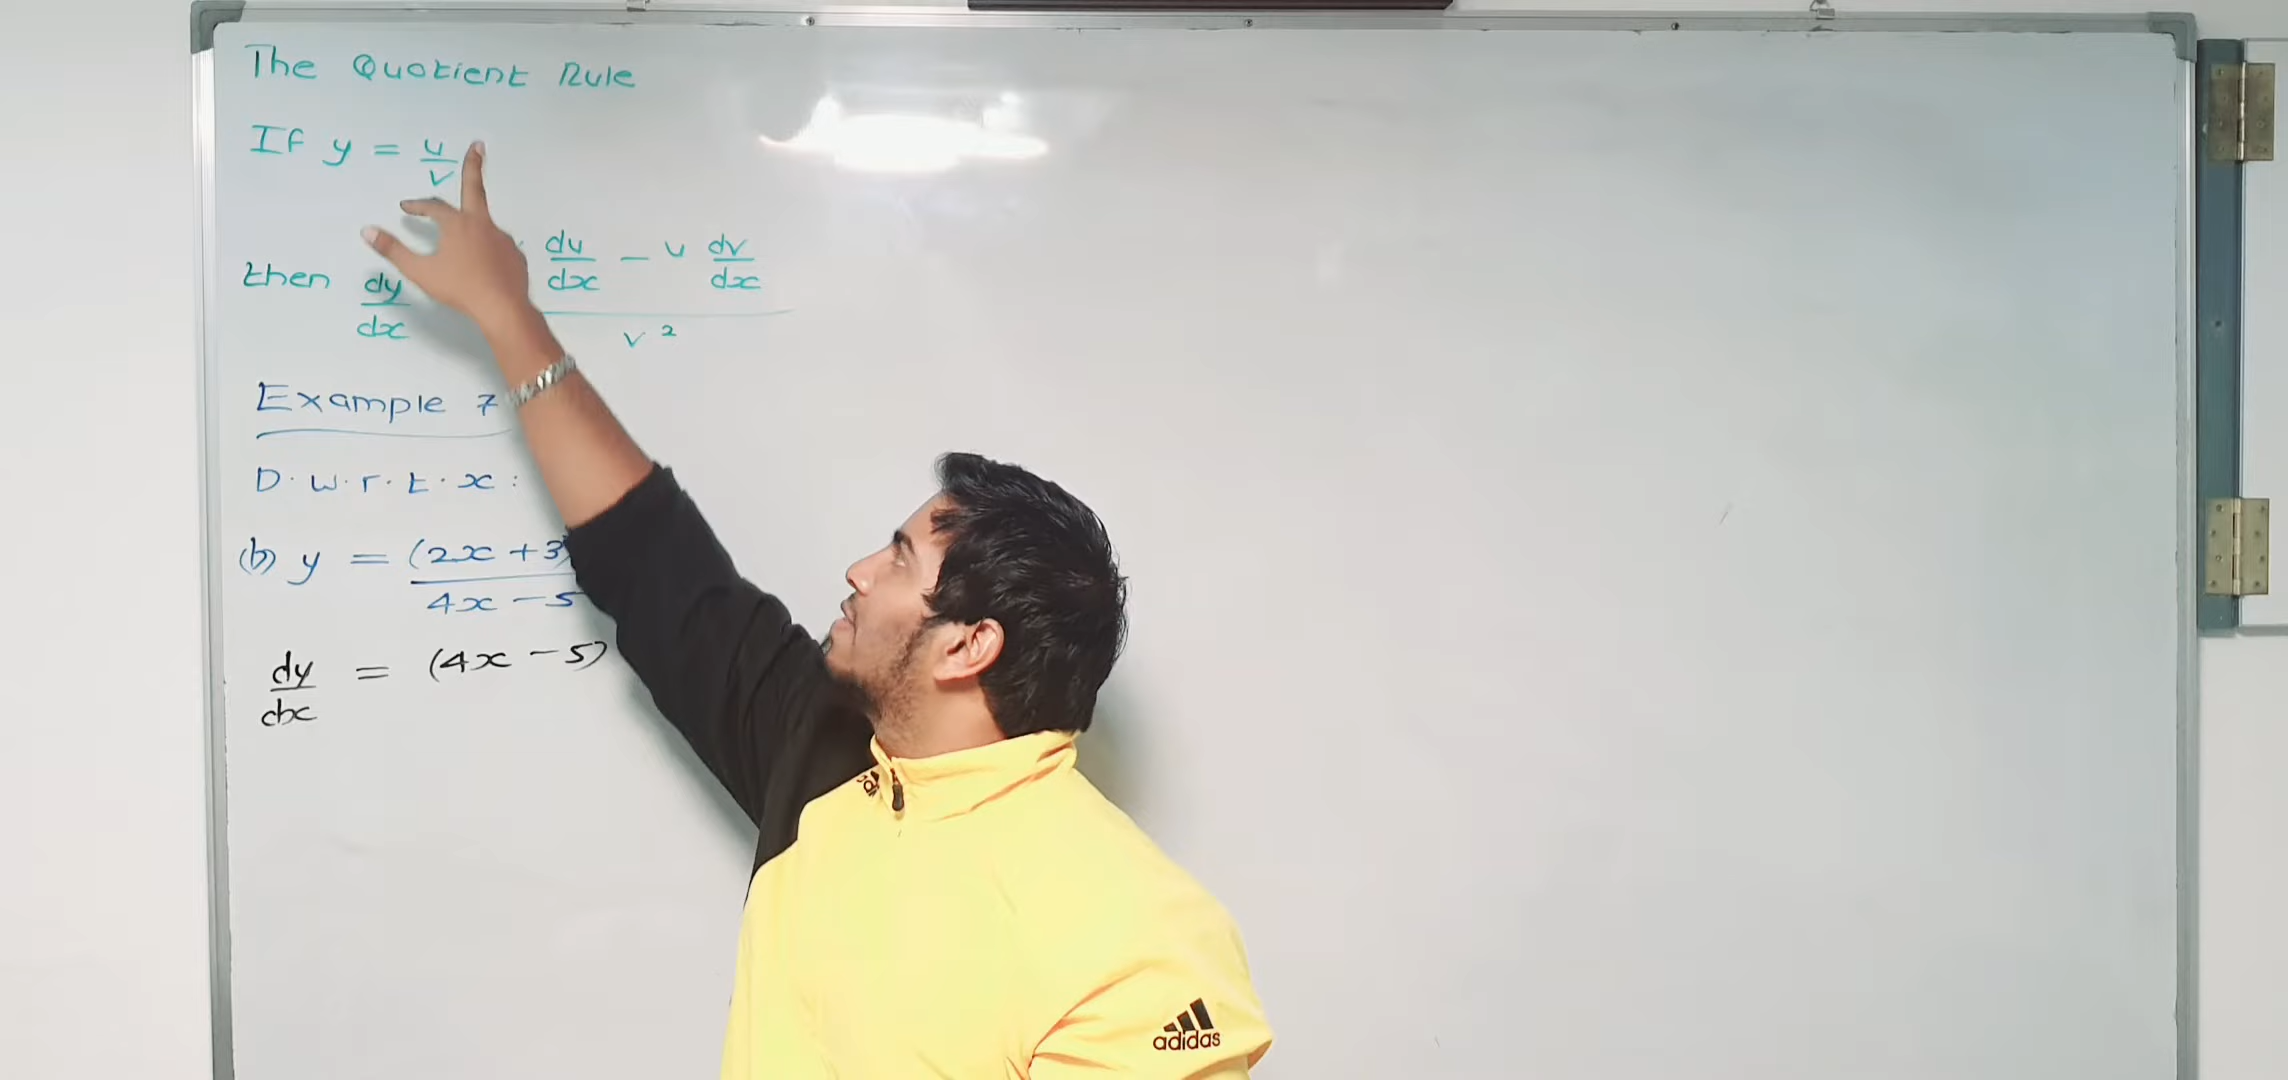 The Quotient Rule
If y = u/v
then dy/dx du/dx - u dv/dx
v²
Example 7
D.w.r.t.x:
(b) y = (2x + 3)
4x - 5
dy/dx = (4x - 5)
adidas